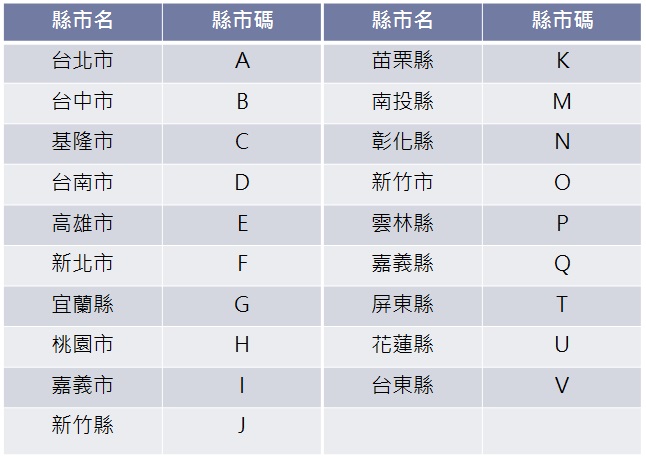 縣市名 縣市碼 縣市名 縣市碼
台北市 A 苗栗縣 K
台中市 B 南投縣 M
基隆市 C 彰化縣 N
台南市 D 新竹市 O
高雄市 E 雲林縣 P
新北市 F 嘉義縣 Q
宜蘭縣 G 屏東縣 T
桃園市 H 花蓮縣 U
嘉義市 I 台東縣 V
新竹縣 J